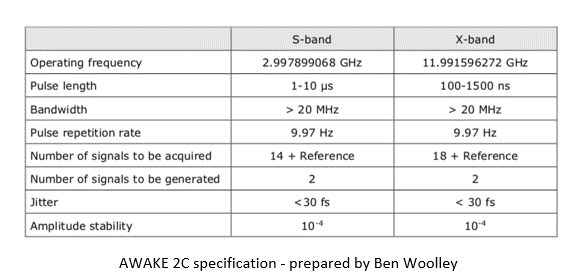 S-band X-band
Operating frequency 2.997899068 GHz 11.991596272 GHz
Pulse length 1-10 µs 100-1500 ns
Bandwidth > 20 MHz > 20 MHz
Pulse repetition rate 9.97 Hz 9.97 Hz
Number of signals to be acquired 14 + Reference 18 + Reference
Number of signals to be generated 2 2
Jitter <30 fs < 30 fs
Amplitude stability 10⁻⁴ 10⁻⁴
AWAKE 2C specification - prepared by Ben Woolley